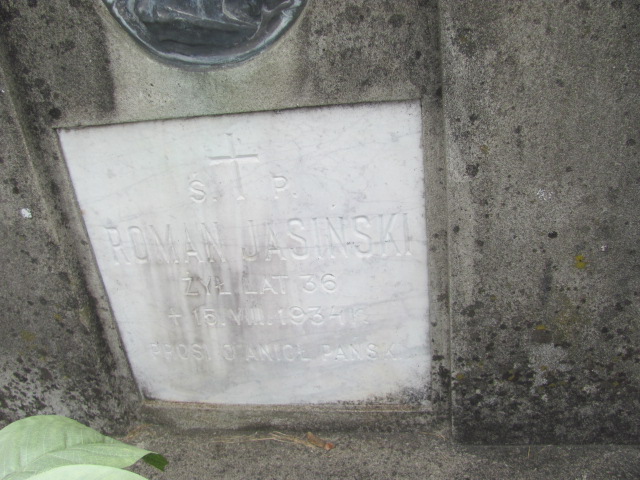 Ś. P.
ROMAN JASIŃSKI
ŻYŁ LAT 36
+ 15.VIII.1934 R.
PROSI O ANIOŁ PAŃSKI